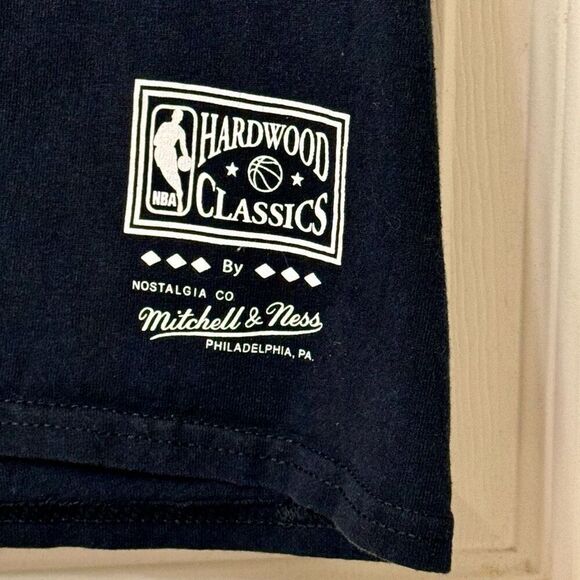 HARDWOOD
CLASSICS
NBA
By
NOSTALGIA CO
Mitchell & Ness
PHILADELPHIA, PA.